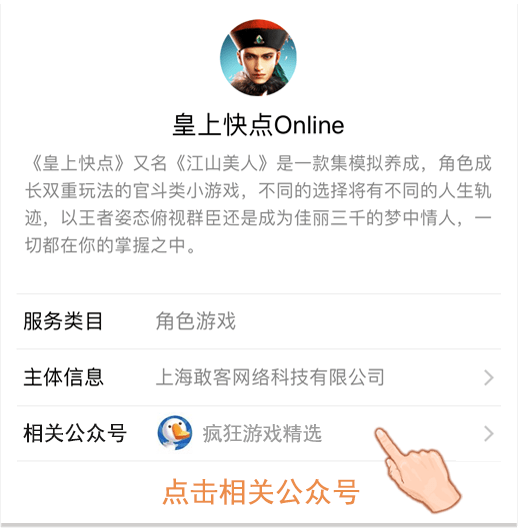 皇上快点Online
《皇上快点》又名《江山美人》是一款集模拟养成，角色成
长双重玩法的官斗类小游戏，不同的选择将有不同的人生轨
迹，以王者姿态俯视群臣还是成为佳丽三千的梦中情人，一
切都在你的掌握之中。
服务类目 角色游戏
主体信息 上海敢客网络科技有限公司
相关公众号 疯狂游戏精选
点击相关公众号